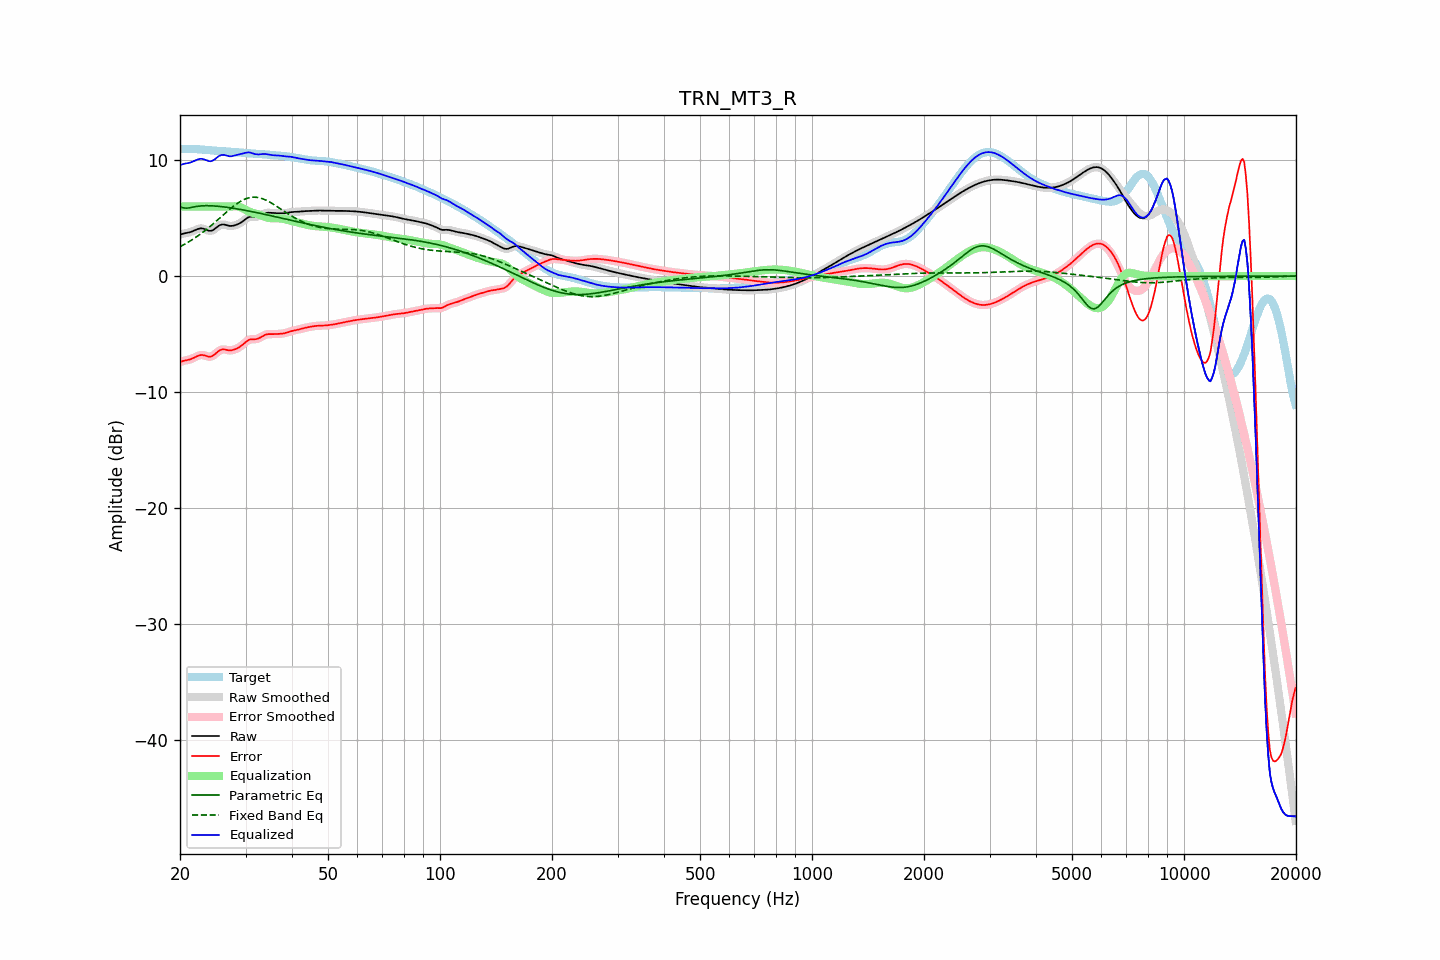 TRN_MT3_R
Amplitude (dBr)
10
0
−10
−20
−30
−40
Target
Raw Smoothed
Error Smoothed
Raw
Error
Equalization
Parametric Eq
Fixed Band Eq
Equalized
20 50 100 200 500 1000 2000 5000 10000 20000
Frequency (Hz)